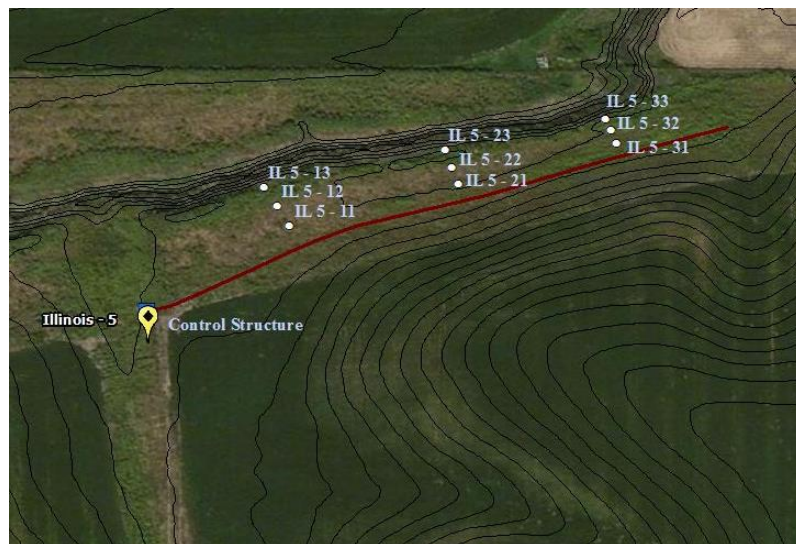 IL 5 - 33
IL 5 - 32
IL 5 - 31
IL 5 - 23
IL 5 - 22
IL 5 - 21
IL 5 - 13
IL 5 - 12
IL 5 - 11
Illinois - 5
Control Structure